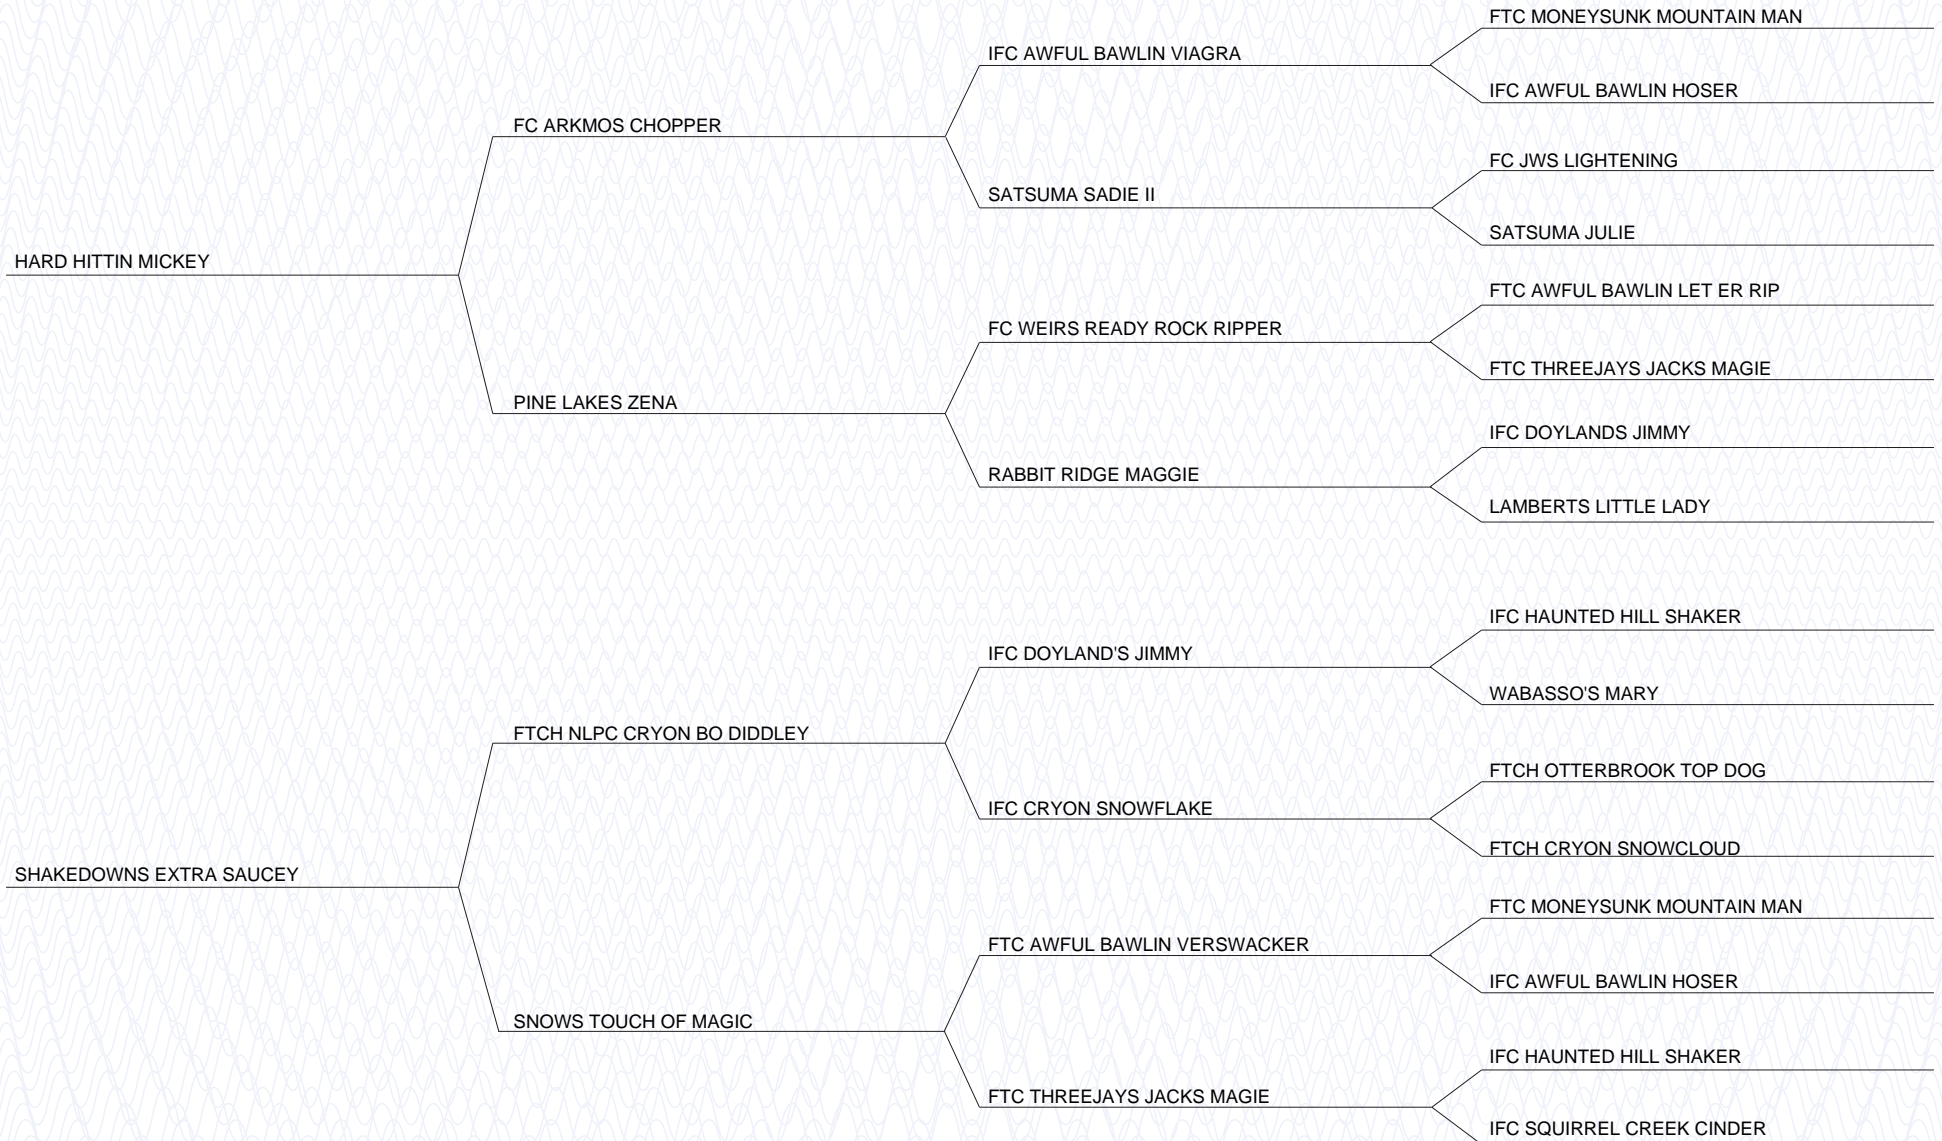 FTC MONEYSUNK MOUNTAIN MAN
IFC AWFUL BAWLIN VIAGRA
IFC AWFUL BAWLIN HOSER
FC ARKMOS CHOPPER
FC JWS LIGHTENING
SATSUMA SADIE II
SATSUMA JULIE
HARD HITTIN MICKEY
FTC AWFUL BAWLIN LET ER RIP
FC WEIRS READY ROCK RIPPER
FTC THREEJAYS JACKS MAGIE
PINE LAKES ZENA
IFC DOYLANDS JIMMY
RABBIT RIDGE MAGGIE
LAMBERTS LITTLE LADY
IFC HAUNTED HILL SHAKER
IFC DOYLAND'S JIMMY
WABASSO'S MARY
FTCH NLPC CRYON BO DIDDLEY
FTCH OTTERBROOK TOP DOG
IFC CRYON SNOWFLAKE
FTCH CRYON SNOWCLOUD
SHAKEDOWNS EXTRA SAUCEY
FTC MONEYSUNK MOUNTAIN MAN
FTC AWFUL BAWLIN VERSWACKER
IFC AWFUL BAWLIN HOSER
SNOWS TOUCH OF MAGIC
IFC HAUNTED HILL SHAKER
FTC THREEJAYS JACKS MAGIE
IFC SQUIRREL CREEK CINDER